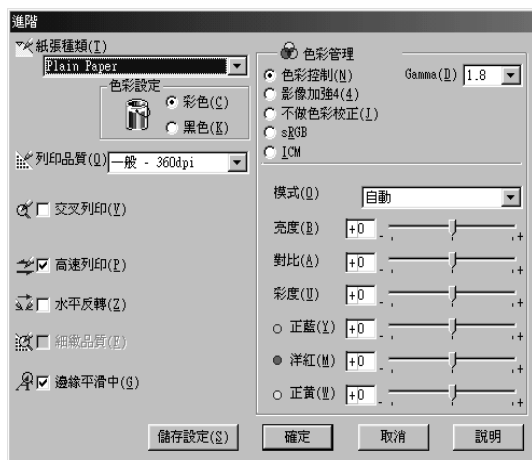 進階
紙張種類(T)
Plain Paper
色彩設定
彩色(C)
黑色(K)
列印品質(Q) 一般 - 360dpi
交叉列印(V)
高速列印(P)
水平反轉(Z)
細緻品質(F)
邊緣平滑中(G)
色彩管理
色彩控制(N) Gamma(D) 1.8
影像加強4(4)
不做色彩校正(J)
sRGB
ICM
模式(O) 自動
亮度(B) +0 - +
對比(A) +0 - +
彩度(U) +0 - +
正藍(Y) +0 - +
洋紅(M) +0 - +
正黃(W) +0 - +
儲存設定(S) 確定 取消 說明